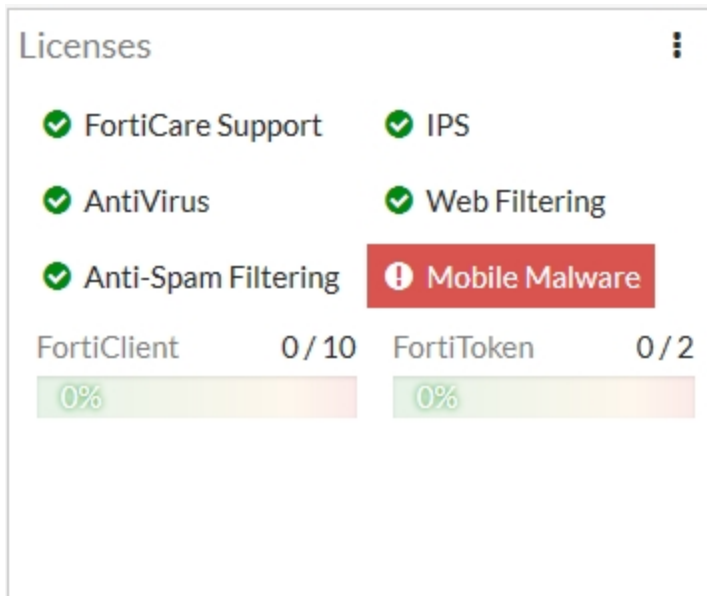 Licenses
FortiCare Support IPS
AntiVirus Web Filtering
Anti-Spam Filtering Mobile Malware
FortiClient 0 / 10 FortiToken 0 / 2
0% 0%